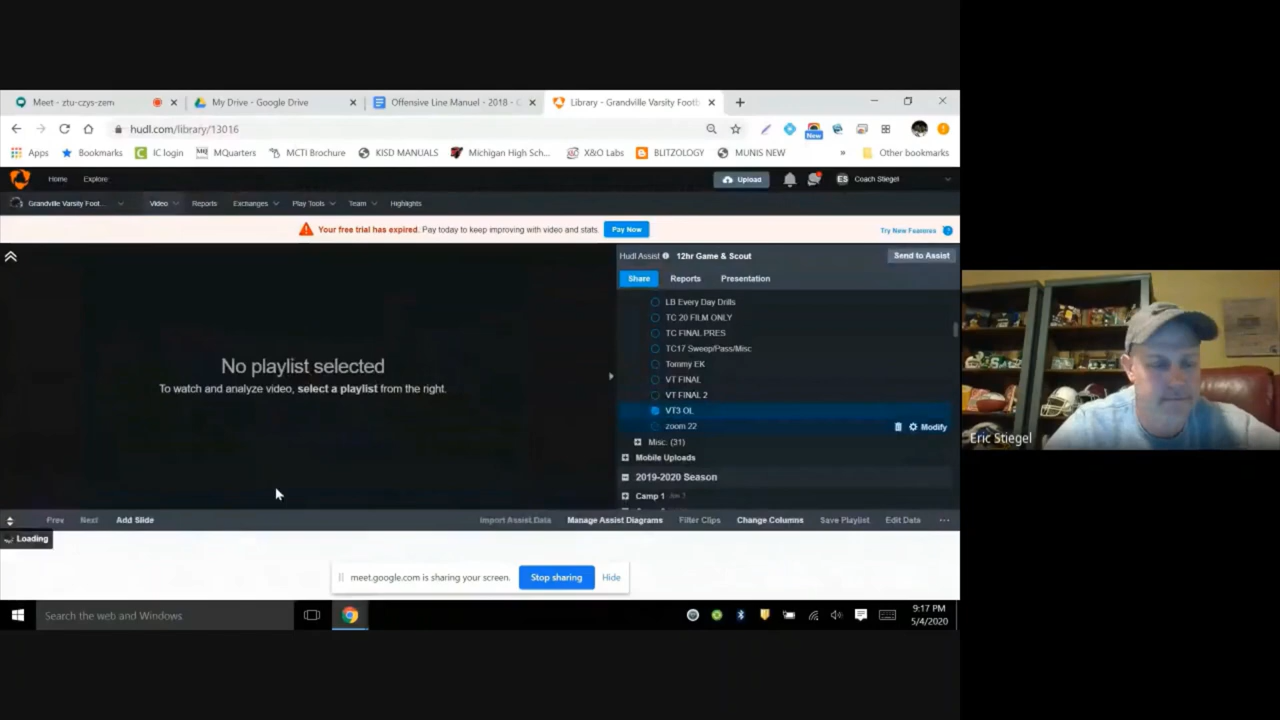 Meet - ztu-czys-zem
My Drive - Google Drive
Offensive Line Manuel - 2018 - G
Library - Grandville Varsity Footb
hudl.com/library/13016
New
Apps
Bookmarks
IC login
MQ MQuarters
MCTI Brochure
KISD MANUALS
Michigan High Sch...
X&O Labs
BLITZOLOGY
MUNIS NEW
»
Other bookmarks
Home
Explore
Upload
ES Coach Stiegel
Grandville Varsity Foot...
Video
Reports
Exchanges
Play Tools
Team
Highlights
Your free trial has expired. Pay today to keep improving with video and stats.
Pay Now
Try New Features
Hudl Assist
12hr Game & Scout
Send to Assist
Share
Reports
Presentation
No playlist selected
To watch and analyze video, select a playlist from the right.
LB Every Day Drills
TC 20 FILM ONLY
TC FINAL PRES
TC17 Sweep/Pass/Misc
Tommy EK
VT FINAL
VT FINAL 2
VT3 OL
zoom 22
Modify
Misc. (31)
Mobile Uploads
2019-2020 Season
Camp 1
Prev
Next
Add Slide
Import Assist Data
Manage Assist Diagrams
Filter Clips
Change Columns
Save Playlist
Edit Data
...
Loading
meet.google.com is sharing your screen.
Stop sharing
Hide
Search the web and Windows
9:17 PM
5/4/2020
Eric Stiegel